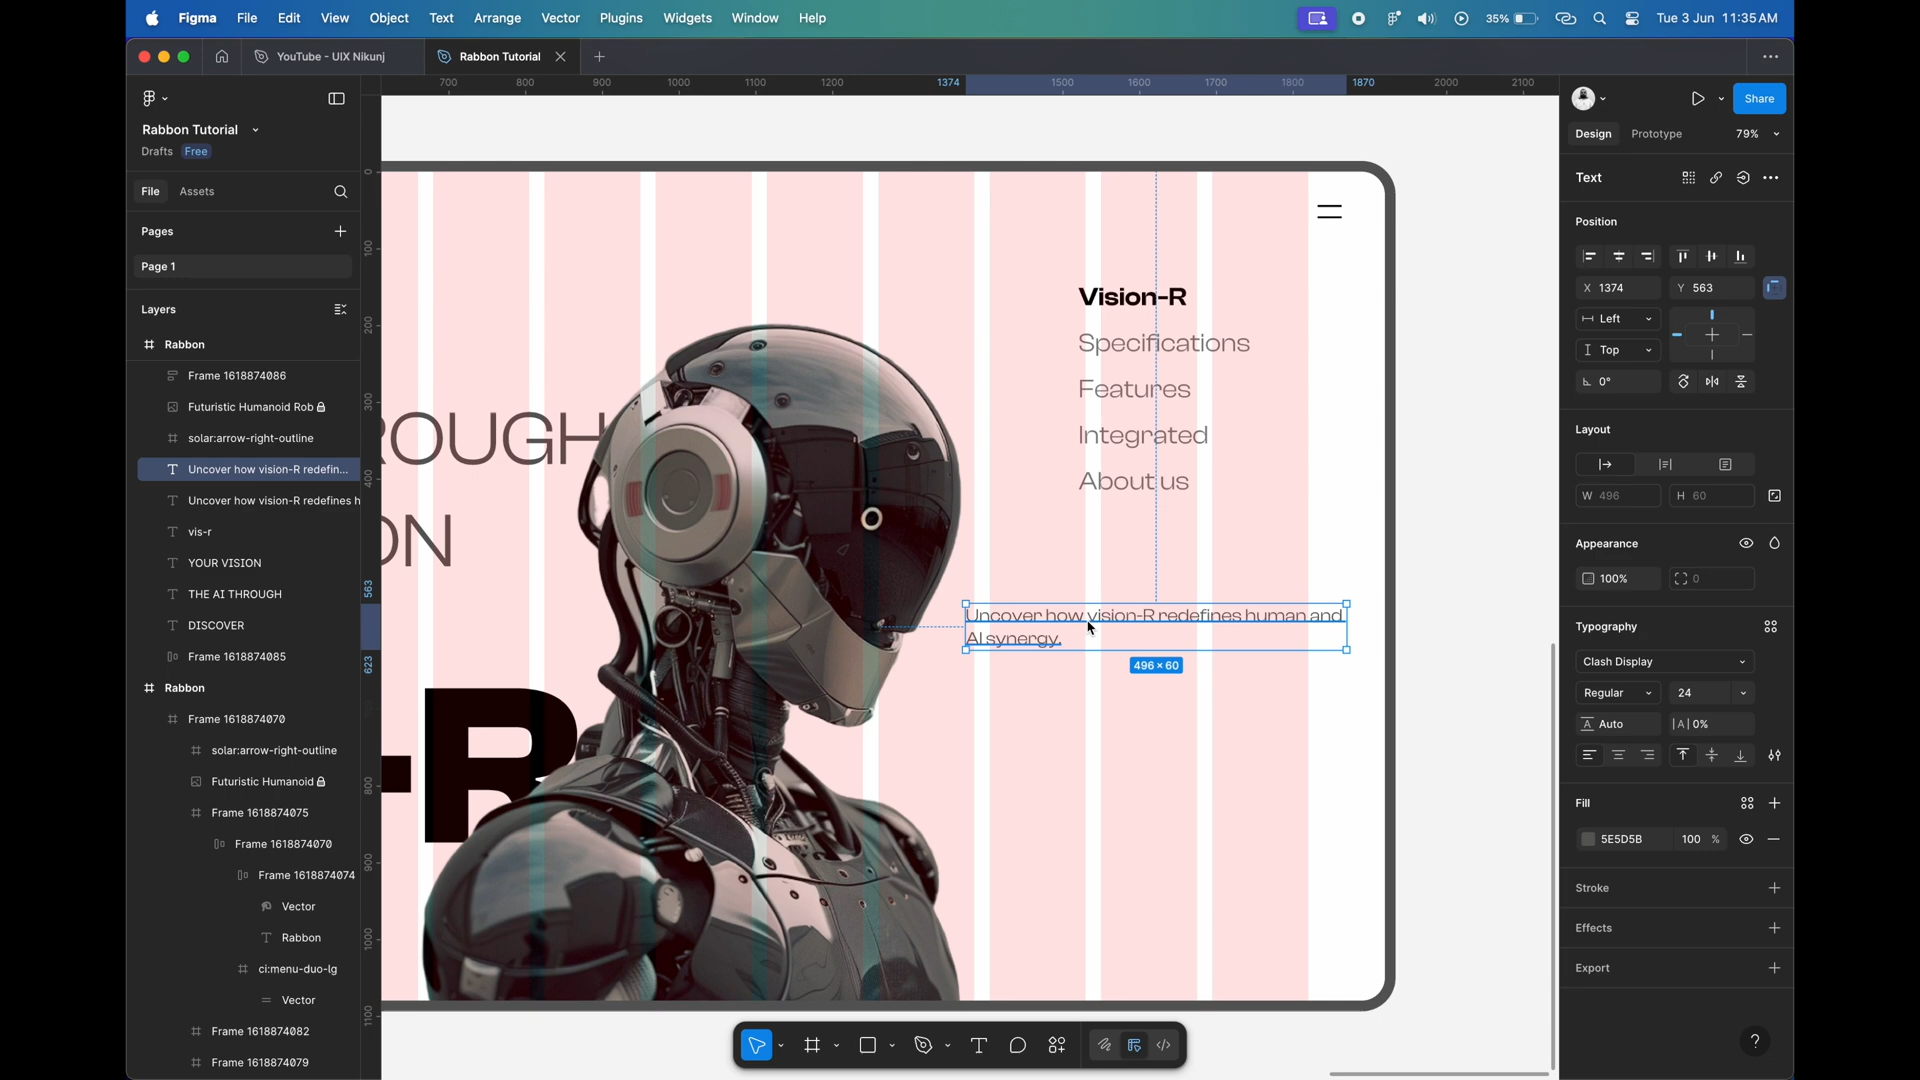 Figma File Edit View Object Text Arrange Vector Plugins Widgets Window Help
35% Tue 3 Jun 11:35 AM
YouTube - UIX Nikunj Rabbon Tutorial
700 800 900 1000 1100 1200 1374 1500 1600 1700 1800 1870 2000 2100
Rabbon Tutorial
Drafts Free
File Assets
Pages
Page 1
Layers
Rabbon
Frame 1618874086
Futuristic Humanoid Rob
solar:arrow-right-outline
Uncover how vision-R redefin...
Uncover how vision-R redefines h
vis-r
YOUR VISION
THE AI THROUGH
DISCOVER
Frame 1618874085
Rabbon
Frame 1618874070
solar:arrow-right-outline
Futuristic Humanoid
Frame 1618874075
Frame 1618874070
Frame 1618874074
Vector
Rabbon
ci:menu-duo-lg
Vector
Frame 1618874082
Frame 1618874079
0
100
200
300
400
563
623
800
900
1000
1100
ROUGH
ON
-R
Vision-R
Specifications
Features
Integrated
About us
Uncover how vision-R redefines human and
AI synergy.
496 × 60
Share
Design Prototype 79%
Text
Position
X 1374 Y 563
Left
Top
0°
Layout
W 496 H 60
Appearance
100% 0
Typography
Clash Display
Regular 24
Auto |A| 0%
Fill
5E5D5B 100 %
Stroke
Effects
Export
?